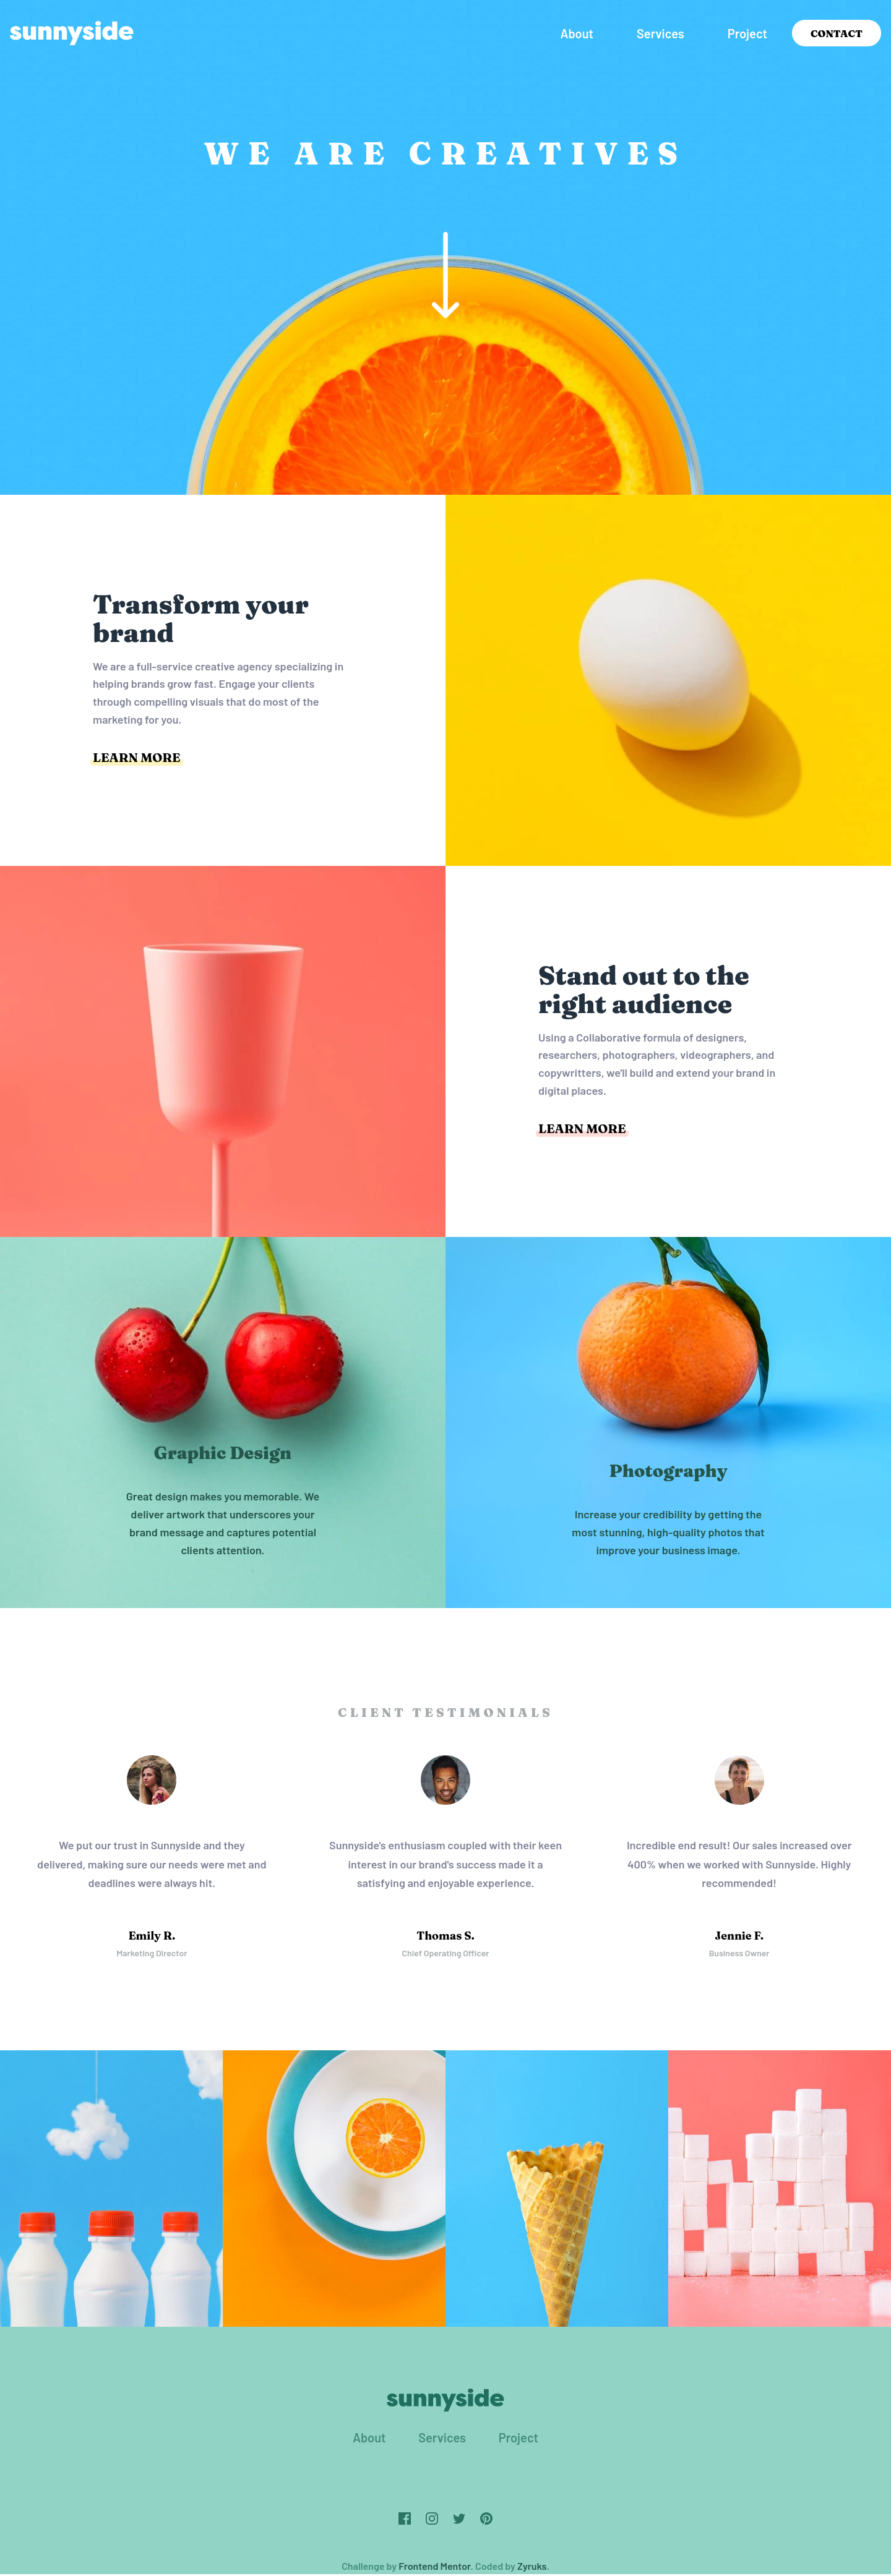 sunnyside
About Services Project CONTACT
WE ARE CREATIVES
Transform your
brand
We are a full-service creative agency specializing in
helping brands grow fast. Engage your clients
through compelling visuals that do most of the
marketing for you.
LEARN MORE
Stand out to the
right audience
Using a Collaborative formula of designers,
researchers, photographers, videographers, and
copywritters, we'll build and extend your brand in
digital places.
LEARN MORE
Graphic Design
Great design makes you memorable. We
deliver artwork that underscores your
brand message and captures potential
clients attention.
Photography
Increase your credibility by getting the
most stunning, high-quality photos that
improve your business image.
CLIENT TESTIMONIALS
We put our trust in Sunnyside and they
delivered, making sure our needs were met and
deadlines were always hit.
Emily R.
Marketing Director
Sunnyside's enthusiasm coupled with their keen
interest in our brand's success made it a
satisfying and enjoyable experience.
Thomas S.
Chief Operating Officer
Incredible end result! Our sales increased over
400% when we worked with Sunnyside. Highly
recommended!
Jennie F.
Business Owner
sunnyside
About Services Project
Challenge by Frontend Mentor. Coded by Zyruks.